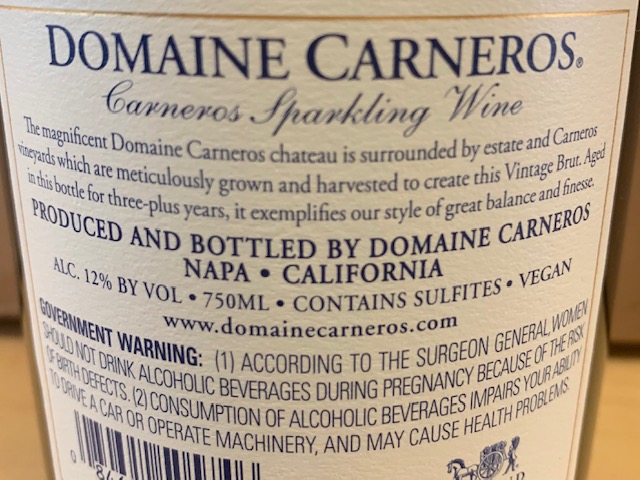 DOMAINE CARNEROS®
Carneros Sparkling Wine
The magnificent Domaine Carneros chateau is surrounded by estate and Carneros
vineyards which are meticulously grown and harvested to create this Vintage Brut. Aged
in this bottle for three-plus years, it exemplifies our style of great balance and finesse.
PRODUCED AND BOTTLED BY DOMAINE CARNEROS
NAPA • CALIFORNIA
ALC. 12% BY VOL • 750ML • CONTAINS SULFITES • VEGAN
www.domainecarneros.com
GOVERNMENT WARNING: (1) ACCORDING TO THE SURGEON GENERAL, WOMEN
SHOULD NOT DRINK ALCOHOLIC BEVERAGES DURING PREGNANCY BECAUSE OF THE RISK
OF BIRTH DEFECTS. (2) CONSUMPTION OF ALCOHOLIC BEVERAGES IMPAIRS YOUR ABILITY
TO DRIVE A CAR OR OPERATE MACHINERY, AND MAY CAUSE HEALTH PROBLEMS.
0